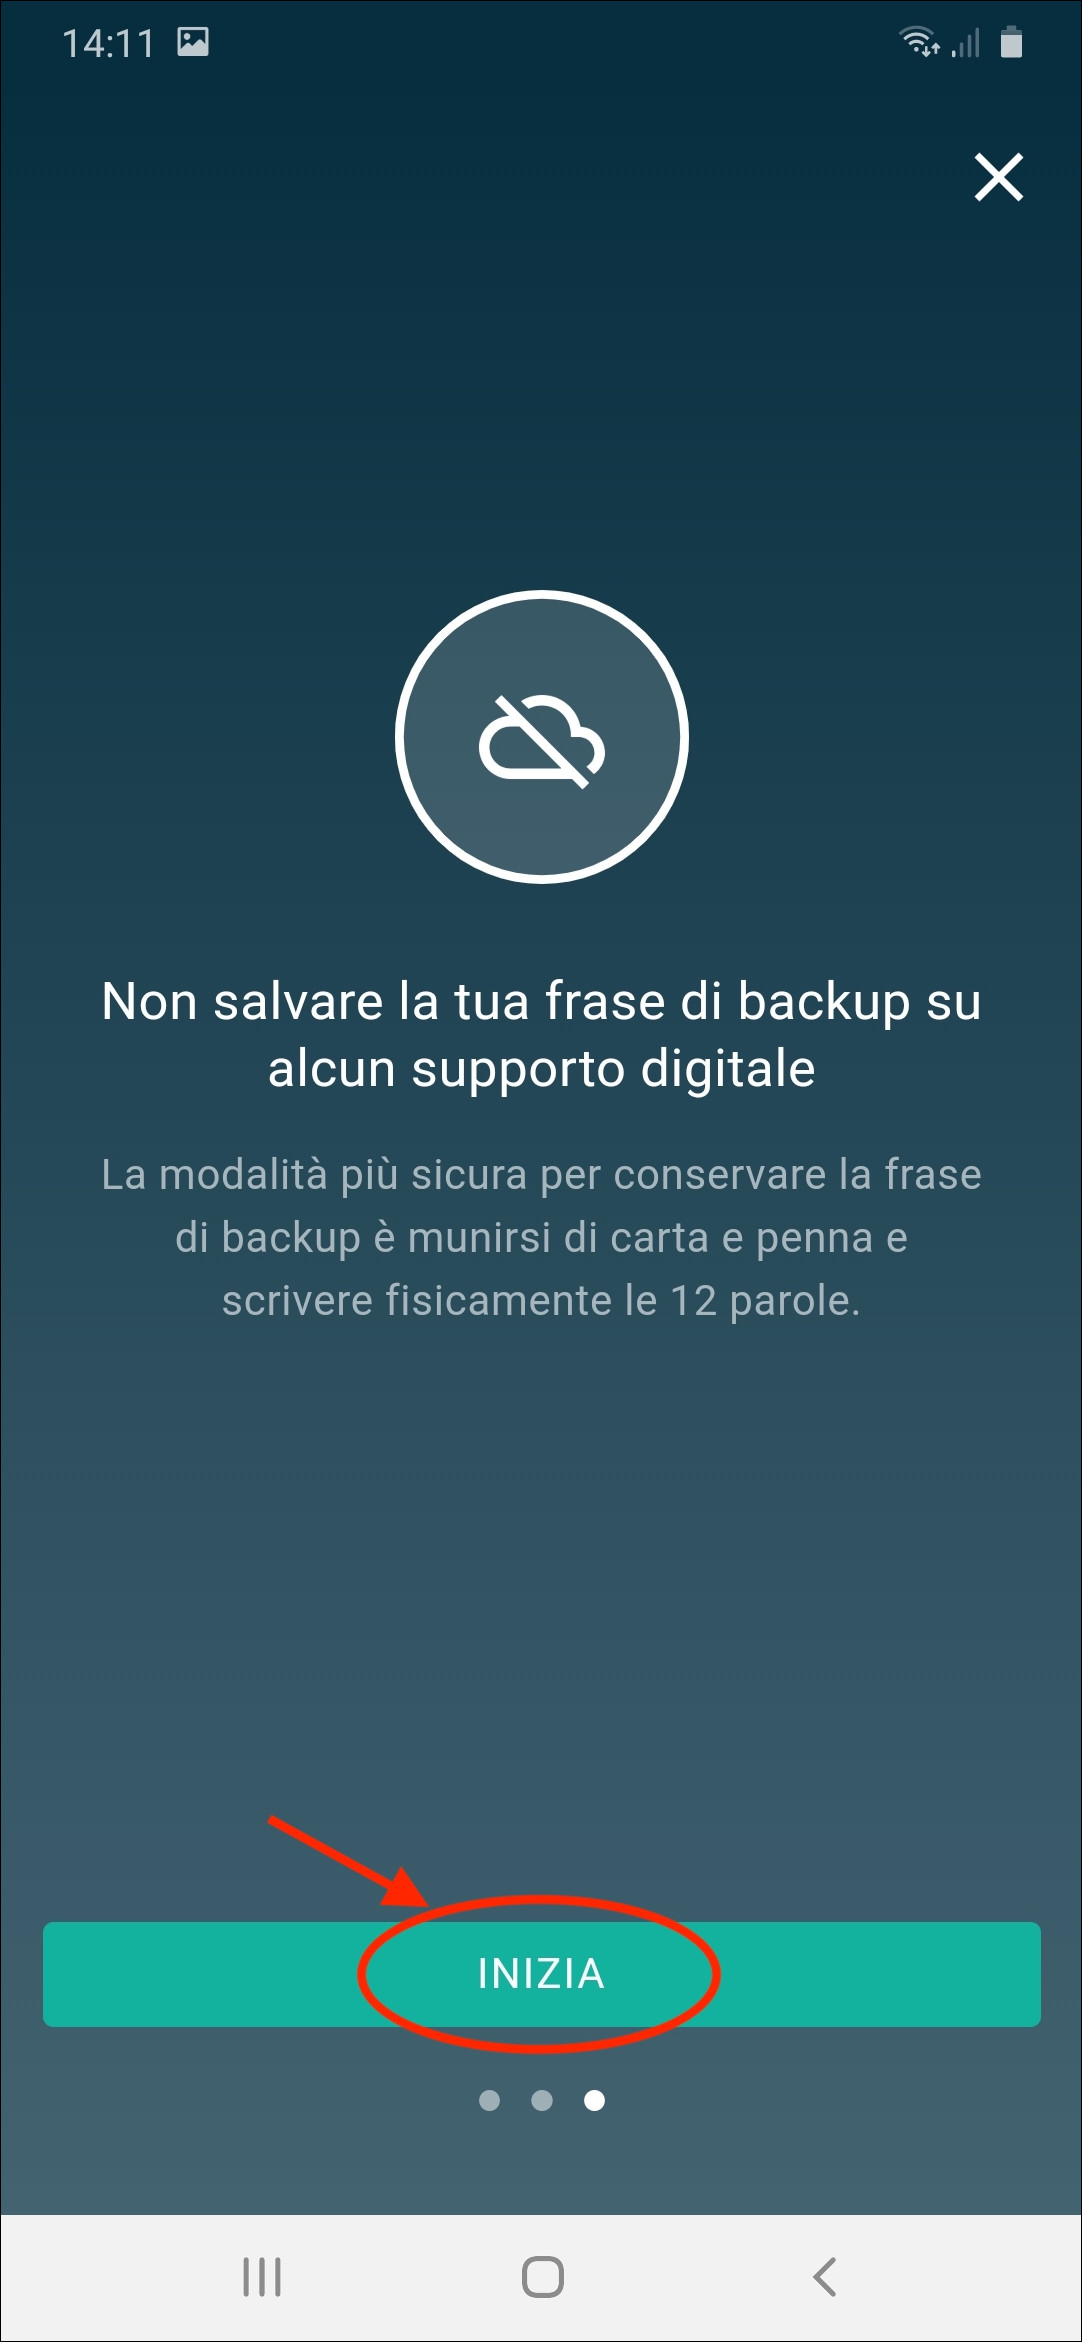 14:11
Non salvare la tua frase di backup su
alcun supporto digitale
La modalità più sicura per conservare la frase
di backup è munirsi di carta e penna e
scrivere fisicamente le 12 parole.
INIZIA